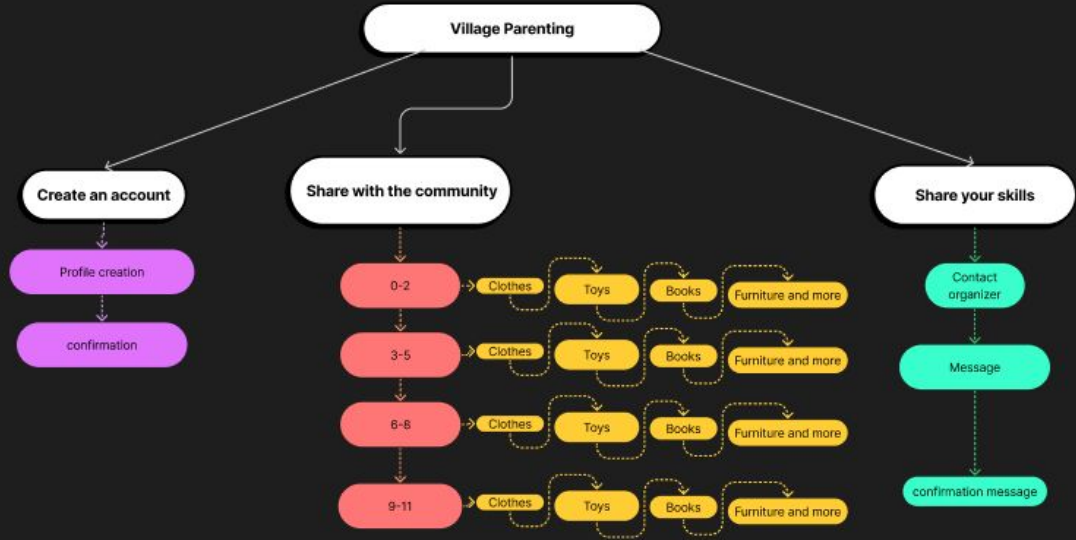 Village Parenting
Create an account
Share with the community
Share your skills
Profile creation
confirmation
0-2
Clothes
Toys
Books
Furniture and more
3-5
Clothes
Toys
Books
Furniture and more
6-8
Clothes
Toys
Books
Furniture and more
9-11
Clothes
Toys
Books
Furniture and more
Contact
organizer
Message
confirmation message